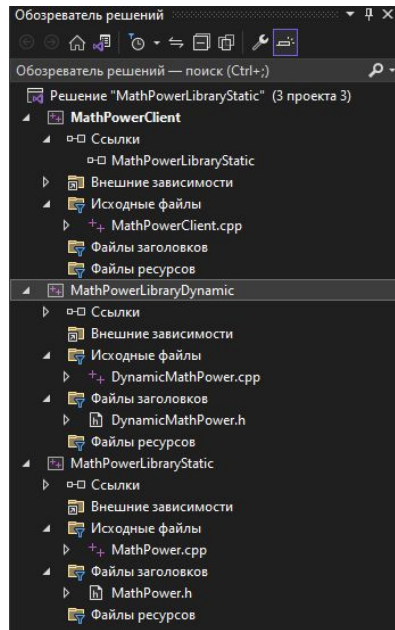 Обозреватель решений
Обозреватель решений — поиск (Ctrl+;)
Решение "MathPowerLibraryStatic" (3 проекта 3)
MathPowerClient
Ссылки
MathPowerLibraryStatic
Внешние зависимости
Исходные файлы
MathPowerClient.cpp
Файлы заголовков
Файлы ресурсов
MathPowerLibraryDynamic
Ссылки
Внешние зависимости
Исходные файлы
DynamicMathPower.cpp
Файлы заголовков
DynamicMathPower.h
Файлы ресурсов
MathPowerLibraryStatic
Ссылки
Внешние зависимости
Исходные файлы
MathPower.cpp
Файлы заголовков
MathPower.h
Файлы ресурсов